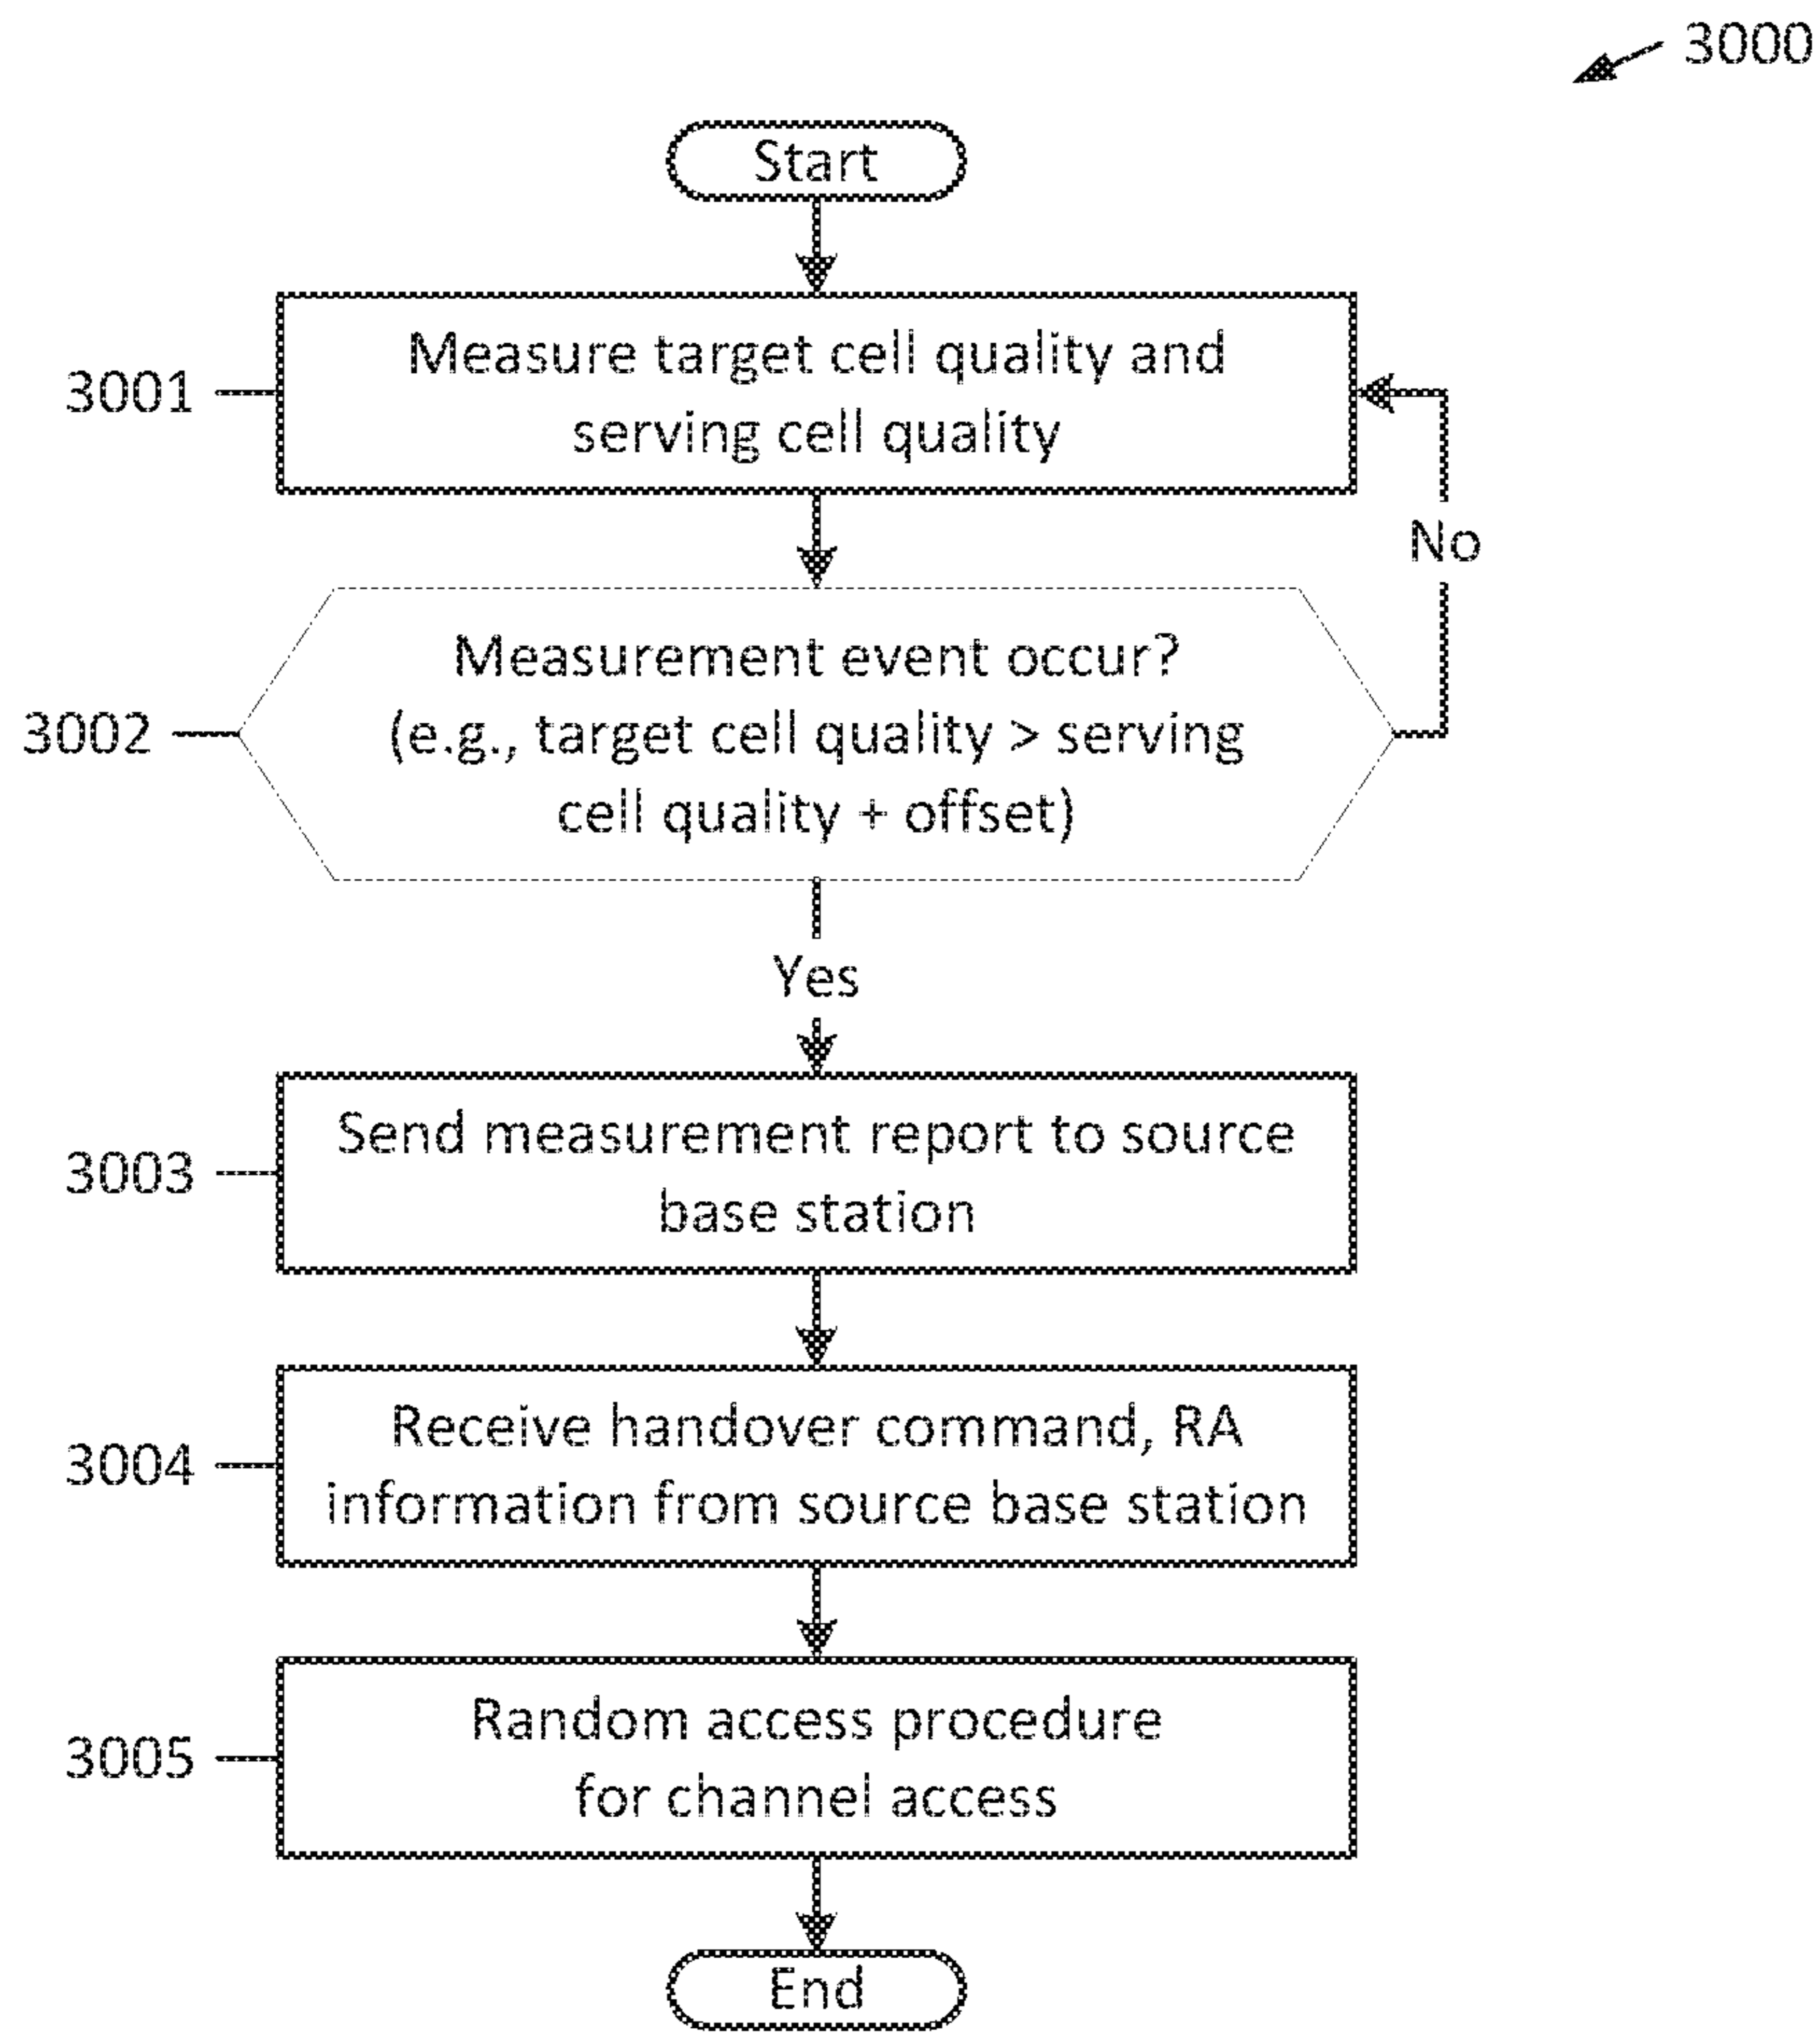 3000
Start
3001
Measure target cell quality and
serving cell quality
No
3002
Measurement event occur?
(e.g., target cell quality > serving
cell quality + offset)
Yes
3003
Send measurement report to source
base station
3004
Receive handover command, RA
information from source base station
3005
Random access procedure
for channel access
End